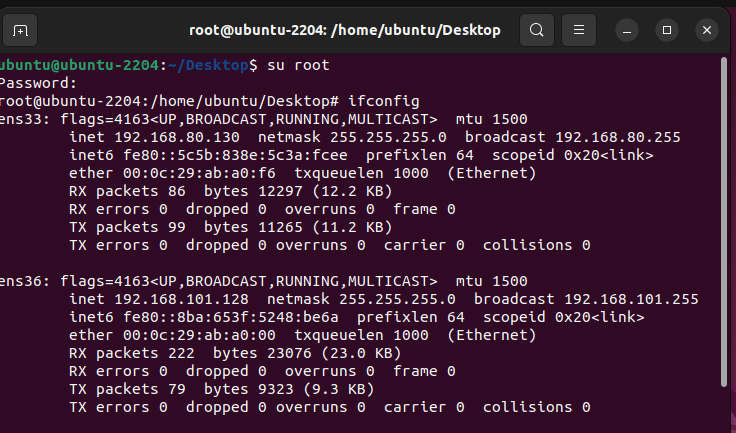 root@ubuntu-2204: /home/ubuntu/Desktop
ubuntu@ubuntu-2204:~/Desktop$ su root
Password:
root@ubuntu-2204:/home/ubuntu/Desktop# ifconfig
ens33: flags=4163<UP,BROADCAST,RUNNING,MULTICAST>  mtu 1500
        inet 192.168.80.130  netmask 255.255.255.0  broadcast 192.168.80.255
        inet6 fe80::5c5b:838e:5c3a:fcee  prefixlen 64  scopeid 0x20<link>
        ether 00:0c:29:ab:a0:f6  txqueuelen 1000  (Ethernet)
        RX packets 86  bytes 12297 (12.2 KB)
        RX errors 0  dropped 0  overruns 0  frame 0
        TX packets 99  bytes 11265 (11.2 KB)
        TX errors 0  dropped 0 overruns 0  carrier 0  collisions 0

ens36: flags=4163<UP,BROADCAST,RUNNING,MULTICAST>  mtu 1500
        inet 192.168.101.128  netmask 255.255.255.0  broadcast 192.168.101.255
        inet6 fe80::8ba:653f:5248:be6a  prefixlen 64  scopeid 0x20<link>
        ether 00:0c:29:ab:a0:00  txqueuelen 1000  (Ethernet)
        RX packets 222  bytes 23076 (23.0 KB)
        RX errors 0  dropped 0  overruns 0  frame 0
        TX packets 79  bytes 9323 (9.3 KB)
        TX errors 0  dropped 0 overruns 0  carrier 0  collisions 0